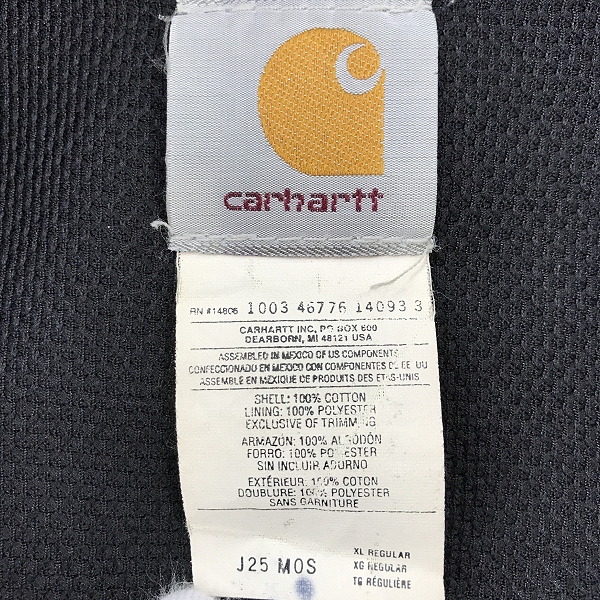 carhartt
RN #14806 1003 46776 14093 3
CARHARTT INC. PO BOX 600
DEARBORN, MI 48121 USA
ASSEMBLED IN MEXICO OF US COMPONENTS
CONFECCIONADO EN MEXICO CON COMPONENTES DE EE UU
ASSEMBLE EN MEXIQUE DE PRODUITS DES ETAS-UNIS
SHELL: 100% COTTON
LINING: 100% POLYESTER
EXCLUSIVE OF TRIMMING
ARMAZÓN: 100% ALGODÓN
FORRO: 100% POLYESTER
SIN INCLUIR ADURNO
EXTÉRIEUR: 100% COTON
DOUBLURE: 100% POLYESTER
SANS GARNITURE
J25 MOS
XL REGULAR
XG REGULAR
TG RÉGULIÈRE